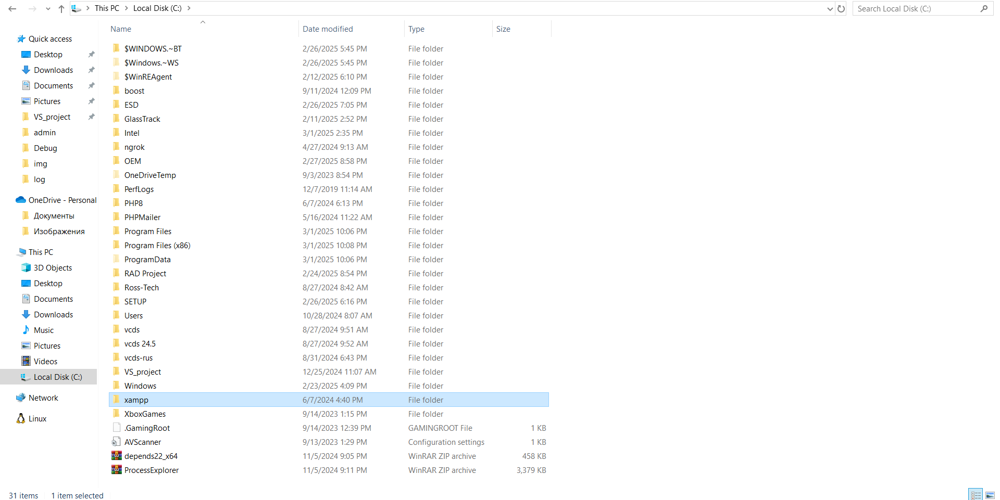 This PC > Local Disk (C:) >
Search Local Disk (C:)
Name Date modified Type Size
Quick access
Desktop
Downloads
Documents
Pictures
VS_project
admin
Debug
img
log
OneDrive - Personal
Документы
Изображения
This PC
3D Objects
Desktop
Documents
Downloads
Music
Pictures
Videos
Local Disk (C:)
Network
Linux
$WINDOWS.~BT 2/26/2025 5:45 PM File folder
$Windows.~WS 2/26/2025 5:45 PM File folder
$WinREAgent 2/12/2025 6:10 PM File folder
boost 9/11/2024 12:09 PM File folder
ESD 2/26/2025 7:05 PM File folder
GlassTrack 2/11/2025 2:52 PM File folder
Intel 3/1/2025 2:35 PM File folder
ngrok 4/27/2024 9:13 AM File folder
OEM 2/27/2025 8:58 PM File folder
OneDriveTemp 9/3/2023 8:54 PM File folder
PerfLogs 12/7/2019 11:14 AM File folder
PHP8 6/7/2024 6:13 PM File folder
PHPMailer 5/16/2024 11:22 AM File folder
Program Files 3/1/2025 10:06 PM File folder
Program Files (x86) 3/1/2025 10:08 PM File folder
ProgramData 3/1/2025 10:06 PM File folder
RAD Project 2/24/2025 8:54 PM File folder
Ross-Tech 8/27/2024 8:42 AM File folder
SETUP 2/26/2025 6:16 PM File folder
Users 10/28/2024 8:07 AM File folder
vcds 8/27/2024 9:51 AM File folder
vcds 24.5 8/27/2024 9:52 AM File folder
vcds-rus 8/31/2024 6:43 PM File folder
VS_project 12/25/2024 11:07 AM File folder
Windows 2/23/2025 4:09 PM File folder
xampp 6/7/2024 4:40 PM File folder
XboxGames 9/14/2023 1:15 PM File folder
.GamingRoot 9/14/2023 12:39 PM GAMINGROOT File 1 KB
AVScanner 9/13/2023 1:29 PM Configuration settings 1 KB
depends22_x64 11/5/2024 9:05 PM WinRAR ZIP archive 458 KB
ProcessExplorer 11/5/2024 9:11 PM WinRAR ZIP archive 3,379 KB
31 items 1 item selected